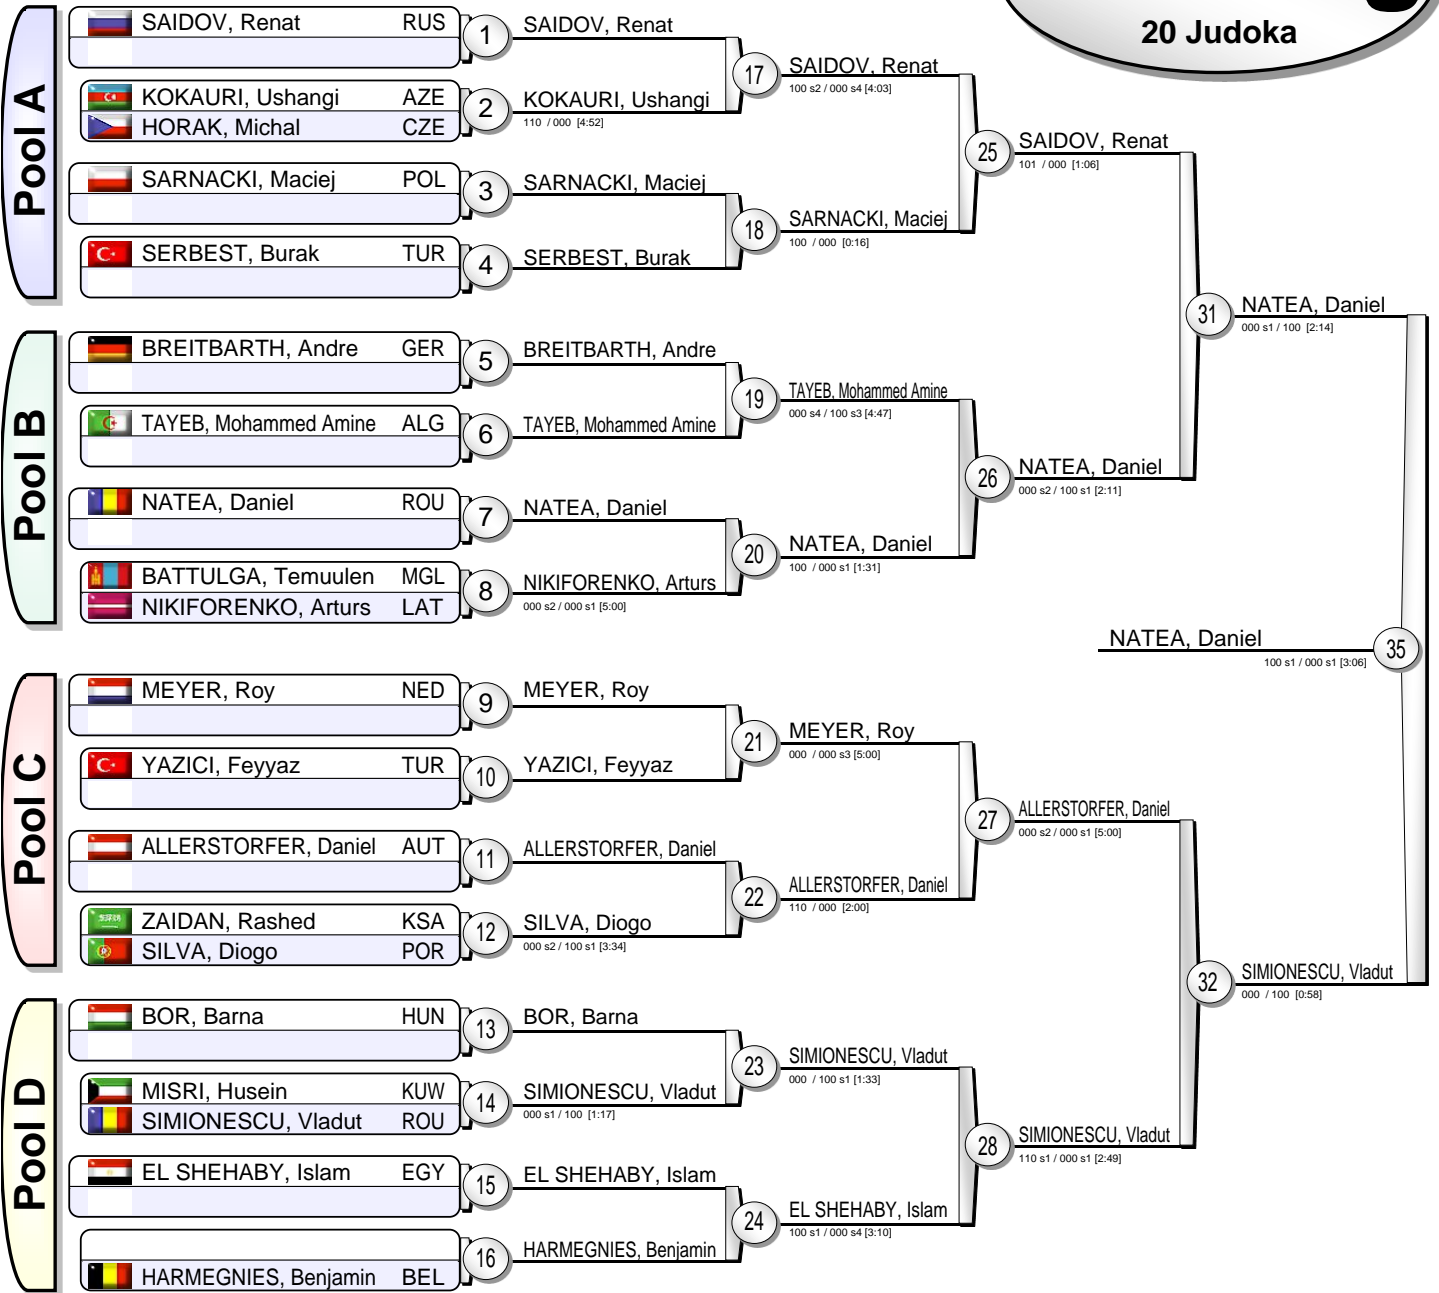 20 Judoka
Pool A
SAIDOV, Renat RUS
1
KOKAURI, Ushangi AZE
HORAK, Michal CZE
2
SARNACKI, Maciej POL
3
SERBEST, Burak TUR
4
Pool B
BREITBARTH, Andre GER
5
TAYEB, Mohammed Amine ALG
6
NATEA, Daniel ROU
7
BATTULGA, Temuulen MGL
NIKIFORENKO, Arturs LAT
8
Pool C
MEYER, Roy NED
9
YAZICI, Feyyaz TUR
10
ALLERSTORFER, Daniel AUT
11
ZAIDAN, Rashed KSA
SILVA, Diogo POR
12
Pool D
BOR, Barna HUN
13
MISRI, Husein KUW
SIMIONESCU, Vladut ROU
14
EL SHEHABY, Islam EGY
15
HARMEGNIES, Benjamin BEL
16
SAIDOV, Renat
KOKAURI, Ushangi
110 / 000 [4:52]
17
SARNACKI, Maciej
SERBEST, Burak
18
BREITBARTH, Andre
TAYEB, Mohammed Amine
19
NATEA, Daniel
NIKIFORENKO, Arturs
000 s2 / 000 s1 [5:00]
20
MEYER, Roy
YAZICI, Feyyaz
21
ALLERSTORFER, Daniel
SILVA, Diogo
000 s2 / 100 s1 [3:34]
22
BOR, Barna
SIMIONESCU, Vladut
000 s1 / 100 [1:17]
23
EL SHEHABY, Islam
HARMEGNIES, Benjamin
24
SAIDOV, Renat
100 s2 / 000 s4 [4:03]
SARNACKI, Maciej
100 / 000 [0:16]
25
TAYEB, Mohammed Amine
000 s4 / 100 s3 [4:47]
NATEA, Daniel
100 / 000 s1 [1:31]
26
MEYER, Roy
000 / 000 s3 [5:00]
ALLERSTORFER, Daniel
110 / 000 [2:00]
27
SIMIONESCU, Vladut
000 / 100 s1 [1:33]
EL SHEHABY, Islam
100 s1 / 000 s4 [3:10]
28
SAIDOV, Renat
101 / 000 [1:06]
NATEA, Daniel
000 s2 / 100 s1 [2:11]
31
ALLERSTORFER, Daniel
000 s2 / 000 s1 [5:00]
SIMIONESCU, Vladut
110 s1 / 000 s1 [2:49]
32
NATEA, Daniel
000 s1 / 100 [2:14]
SIMIONESCU, Vladut
000 / 100 [0:58]
35
NATEA, Daniel
100 s1 / 000 s1 [3:06]